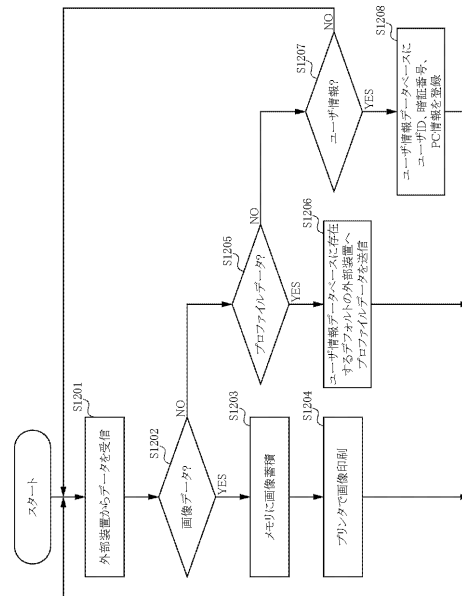 スタート
S1201
外部装置からデータを受信
S1202
画像データ?
NO
YES
S1203
メモリに画像蓄積
S1204
プリンタで画像印刷
S1205
プロファイルデータ?
NO
YES
S1206
ユーザ情報データベースに存在
するデフォルトの外部装置へ
プロファイルデータを送信
S1207
ユーザ情報?
NO
YES
S1208
ユーザ情報データベースに
ユーザID、暗証番号、
PC情報を登録